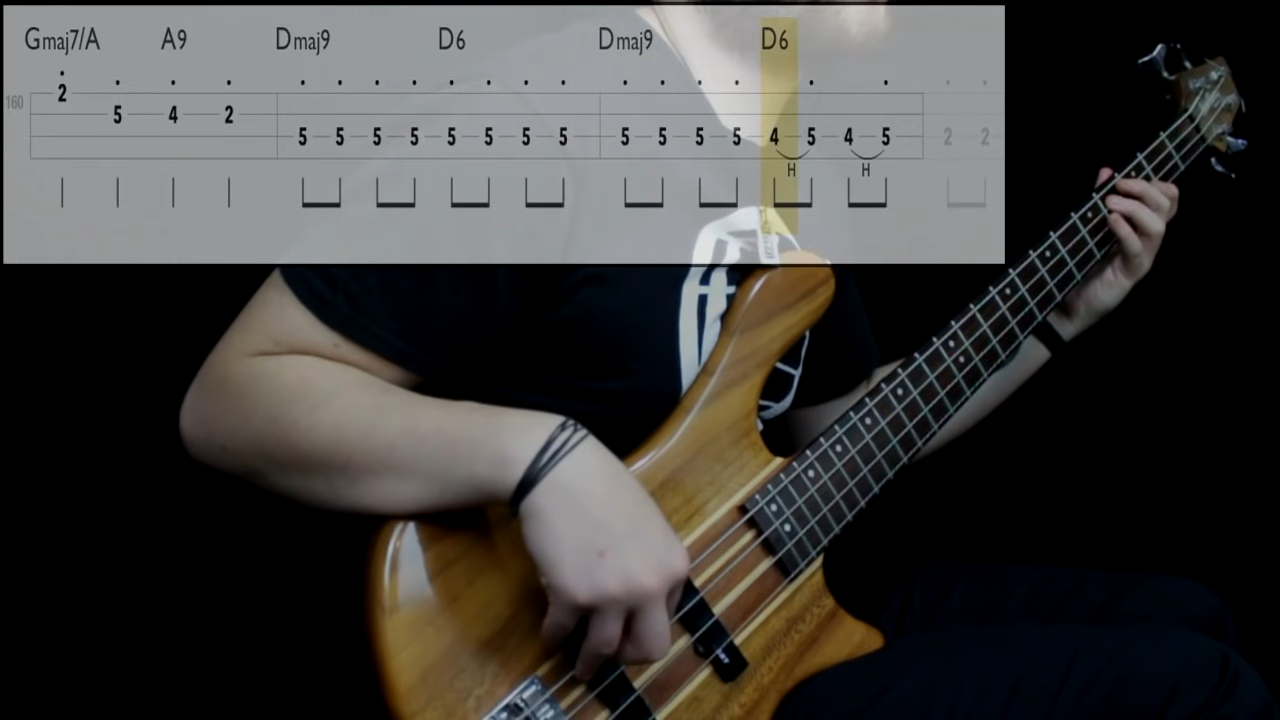 Gmaj7/A A9 Dmaj9 D6 Dmaj9 D6
160
2
5 4 2
5 5 5 5 5 5 5 5 5 5 5 5 4 5 4 5 2 2
H H